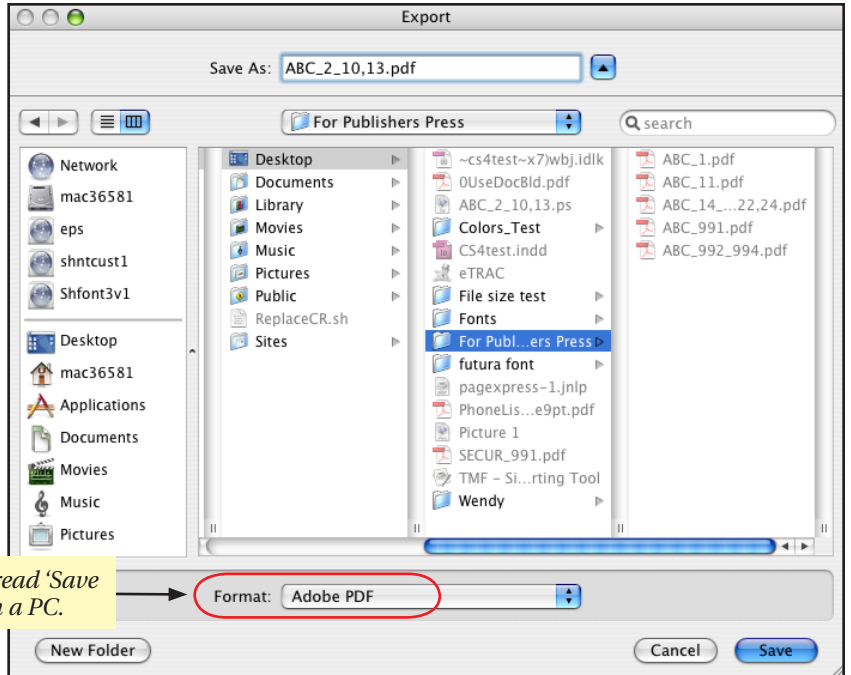 Export
Save As: ABC_2_10,13.pdf
For Publishers Press
search
Network
mac36581
eps
shntcust1
Shfont3v1
Desktop
mac36581
Applications
Documents
Movies
Music
Pictures
Desktop
Documents
Library
Movies
Music
Pictures
Public
ReplaceCR.sh
Sites
~cs4test~x7)wbj.idlk
0UseDocBld.pdf
ABC_2_10,13.ps
Colors_Test
CS4test.indd
eTRAC
File size test
Fonts
For Publ...ers Press
futura font
pagexpress-1.jnlp
PhoneLis...e9pt.pdf
Picture 1
SECUR_991.pdf
TMF - Si...rting Tool
Wendy
ABC_1.pdf
ABC_11.pdf
ABC_14_...22,24.pdf
ABC_991.pdf
ABC_992_994.pdf
read ‘Save
a PC.
Format: Adobe PDF
New Folder
Cancel
Save